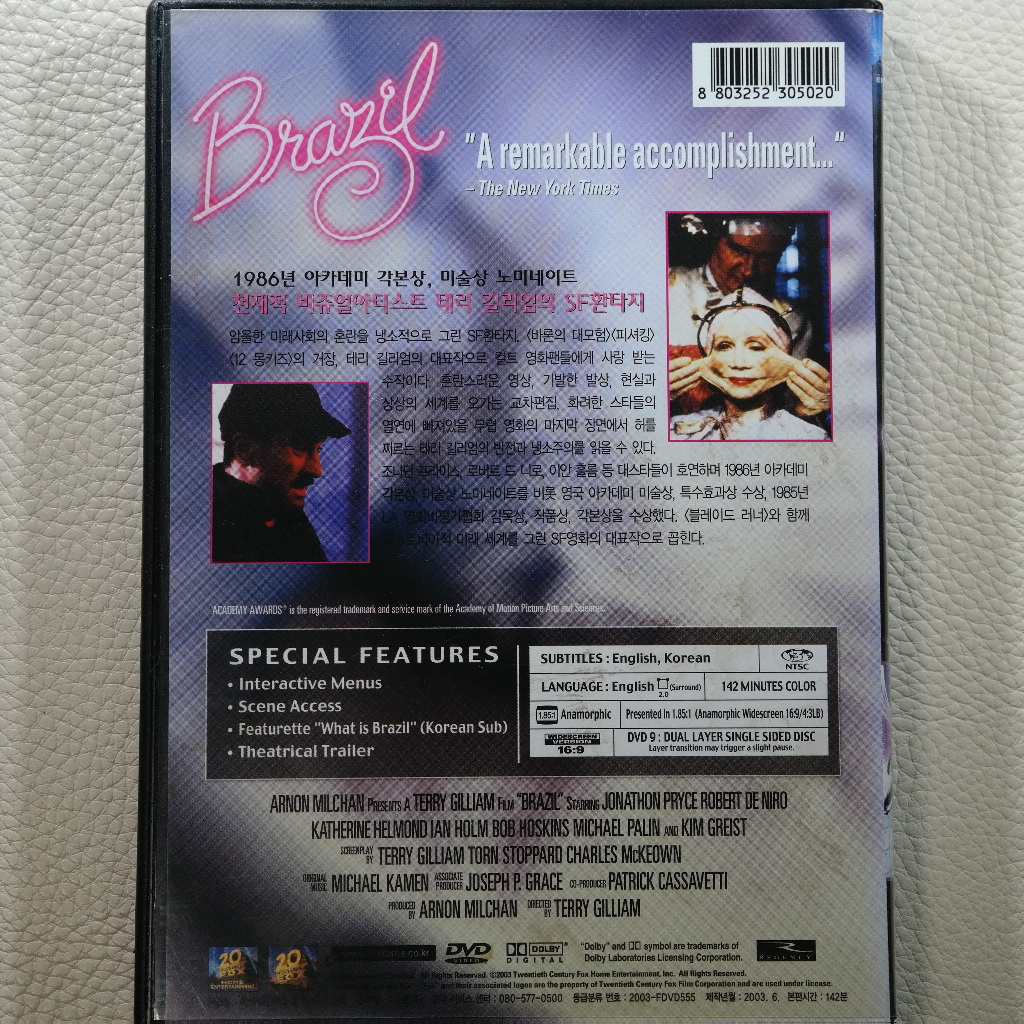 Brazil
8 803252 305020
"A remarkable accomplishment..."
– The New York Times
1986년 아카데미 각본상, 미술상 노미네이트
천재적 비쥬얼아티스트 테리 길리엄의 SF환타지
암울한 미래사회의 혼란을 냉소적으로 그린 SF환타지. 〈바론의 대모험〉〈피셔킹〉
〈12 몽키즈〉의 거장, 테리 길리엄의 대표작으로 컬트 영화팬들에게 사랑 받는
수작이다. 혼란스러운 영상, 기발한 발상, 현실과
상상의 세계를 오가는 교차편집, 화려한 스타들의
열연에 빠져있을 무렵 영화의 마지막 장면에서 허를
찌르는 테리 길리엄의 반전과 냉소주의를 읽을 수 있다.
조나단 프라이스, 로버트 드 니로, 이안 홀름 등 대스타들이 호연하며 1986년 아카데미
각본상, 미술상 노미네이트를 비롯 영국 아카데미 미술상, 특수효과상 수상, 1985년
LA 영화비평가협회 감독상, 작품상, 각본상을 수상했다. 〈블레이드 러너〉와 함께
미래 세계를 그린 SF영화의 대표작으로 꼽힌다.
ACADEMY AWARDS® is the registered trademark and service mark of the Academy of Motion Picture Arts and Sciences.
SPECIAL FEATURES
• Interactive Menus
• Scene Access
• Featurette "What is Brazil" (Korean Sub)
• Theatrical Trailer
SUBTITLES : English, Korean
NTSC
LANGUAGE : English 2.0 (Surround)
142 MINUTES COLOR
1.85:1 Anamorphic
Presented in 1.85:1 (Anamorphic Widescreen 16:9/4:3LB)
WIDESCREEN VERSION 16:9
DVD 9 : DUAL LAYER SINGLE SIDED DISC
Layer transition may trigger a slight pause.
ARNON MILCHAN PRESENTS A TERRY GILLIAM FILM "BRAZIL" STARRING JONATHON PRYCE ROBERT DE NIRO
KATHERINE HELMOND IAN HOLM BOB HOSKINS MICHAEL PALIN AND KIM GREIST
SCREENPLAY BY TERRY GILLIAM TORN STOPPARD CHARLES McKEOWN
ORIGINAL MUSIC MICHAEL KAMEN ASSOCIATE PRODUCER JOSEPH P. GRACE CO-PRODUCER PATRICK CASSAVETTI
PRODUCED BY ARNON MILCHAN DIRECTED BY TERRY GILLIAM
20 CENTURY FOX HOME ENTERTAINMENT
20 CENTURY FOX
DVD VIDEO
DOLBY DIGITAL
"Dolby" and symbol are trademarks of
Dolby Laboratories Licensing Corporation.
REGENCY
All Rights Reserved. ©2003 Twentieth Century Fox Home Entertainment, Inc. All Rights Reserved.
and their associated logos are the property of Twentieth Century Fox Film Corporation and are used under license.
서비스 센터 : 080-577-0500 등급분류 번호 : 2003-FDVD555 제작년월 : 2003. 6. 본편시간 : 142분